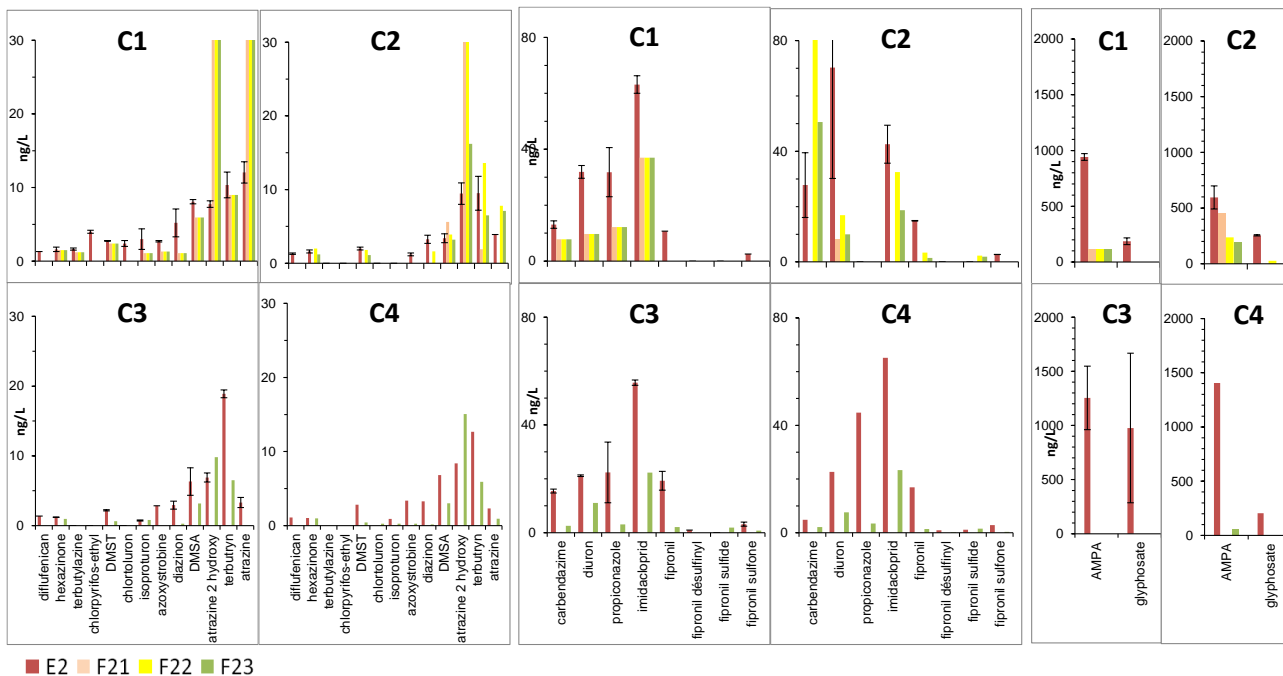 C1
C2
C1
C2
C1
C2
30
20
10
0
ng/L
30
20
10
0
80
40
0
ng/L
80
40
0
2000
1500
1000
500
0
ng/L
2000
1500
1000
500
0
C3
C4
C3
C4
C3
C4
30
20
10
0
ng/L
30
20
10
0
80
40
0
ng/L
80
40
0
2000
1500
1000
500
0
ng/L
2000
1500
1000
500
0
diflufenican
hexazinone
terbutylazine
chlorpyrifos-ethyl
DMST
chlortoluron
isoproturon
azoxystrobine
diazinon
DMSA
atrazine 2 hydroxy
terbutryn
atrazine
diflufenican
hexazinone
terbutylazine
chlorpyrifos-ethyl
DMST
chlortoluron
isoproturon
azoxystrobine
diazinon
DMSA
atrazine 2 hydroxy
terbutryn
atrazine
carbendazime
diuron
propiconazole
imidacloprid
fipronil
fipronil désulfinyl
fipronil sulfide
fipronil sulfone
carbendazime
diuron
propiconazole
imidacloprid
fipronil
fipronil désulfinyl
fipronil sulfide
fipronil sulfone
AMPA
glyphosate
AMPA
glyphosate
E2 F21 F22 F23